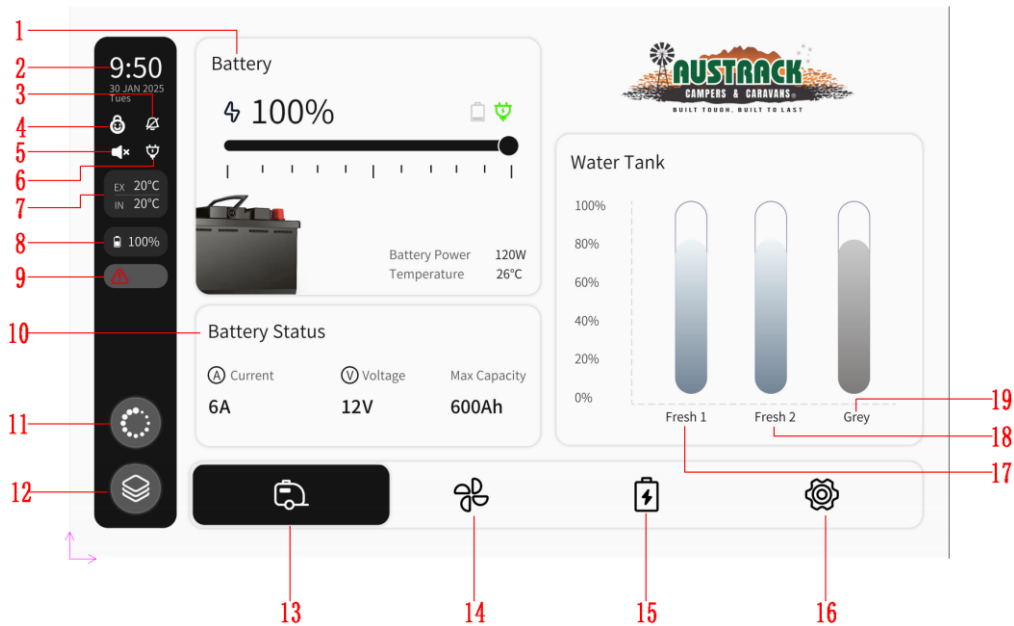 1
2
3
4
5
6
7
8
9
10
11
12
9:50
30 JAN 2025
Tues
EX 20°C
IN 20°C
100%
Battery
100%
Battery Power 120W
Temperature 26°C
Battery Status
A Current V Voltage Max Capacity
6A 12V 600Ah
AUSTRACK
CAMPERS & CARAVANS
BUILT TOUGH, BUILT TO LAST
Water Tank
100%
80%
60%
40%
20%
0%
Fresh 1 Fresh 2 Grey
19
18
17
13 14 15 16